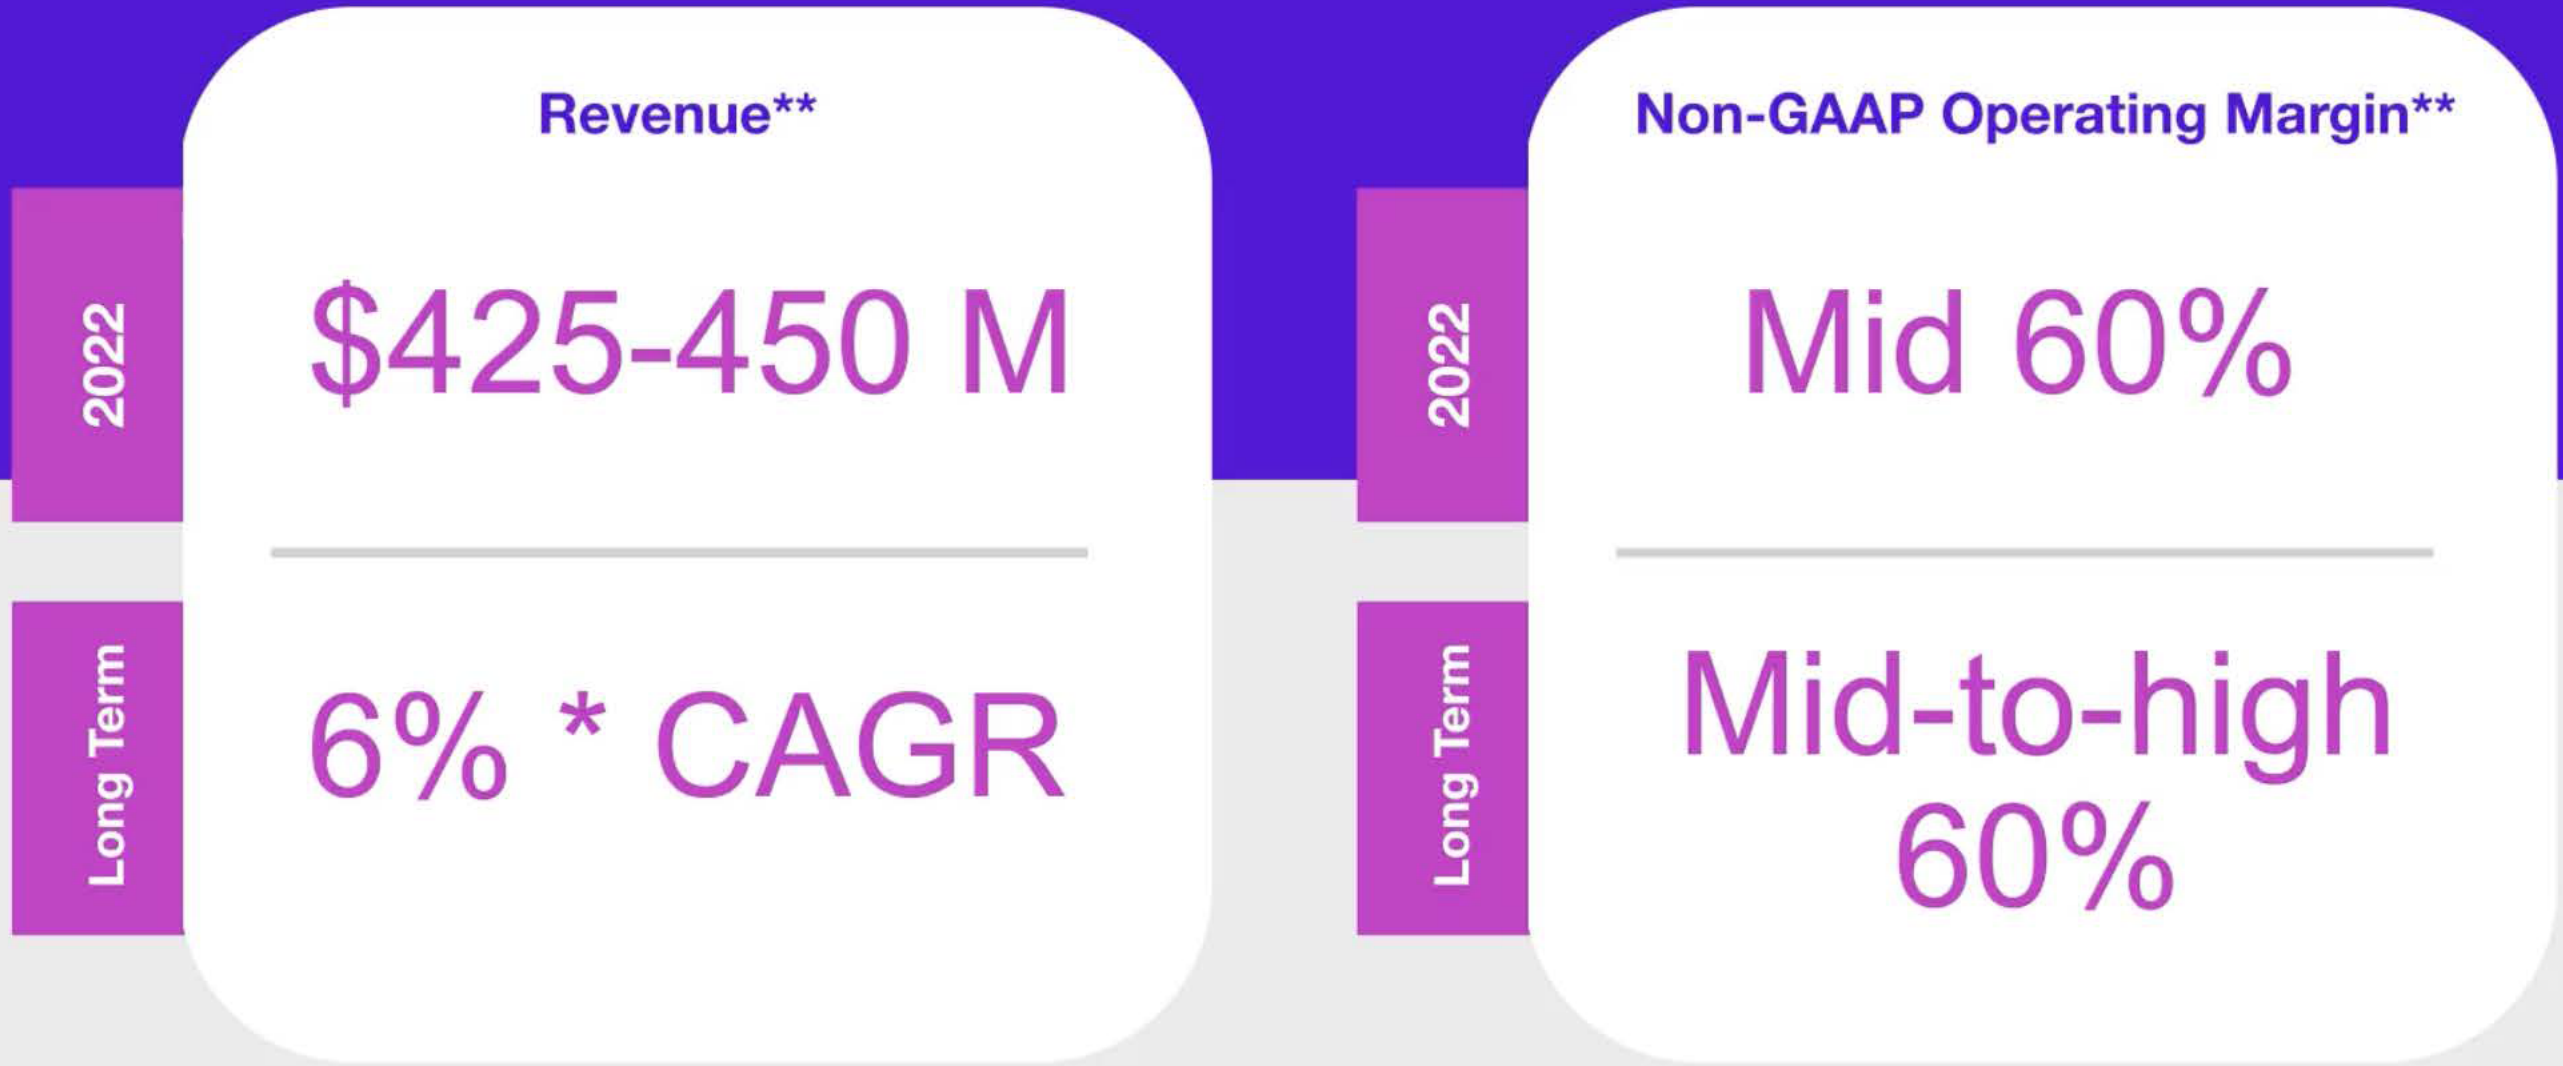 Revenue**
2022
$425-450 M
Long Term
6% * CAGR
Non-GAAP Operating Margin**
2022
Mid 60%
Long Term
Mid-to-high
60%